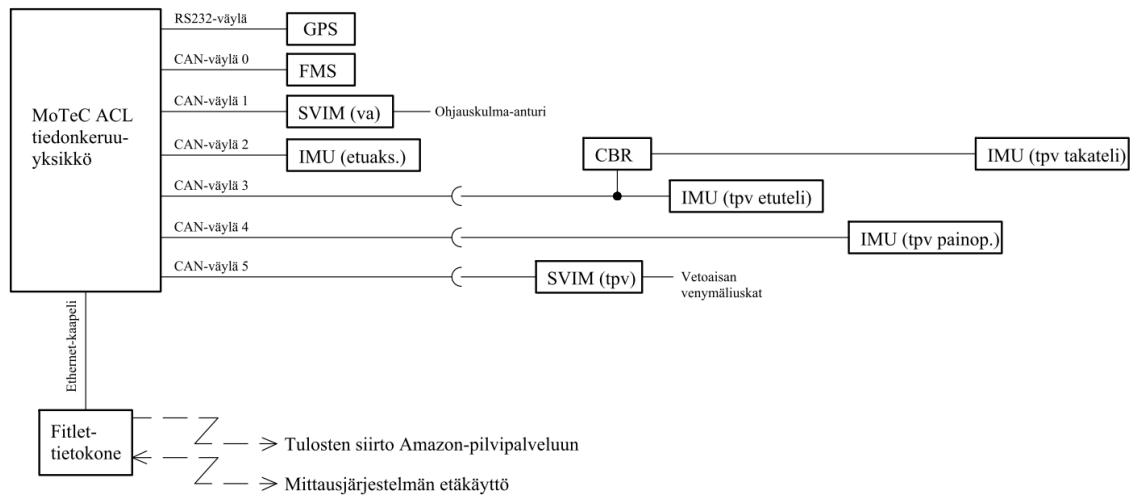 RS232-väylä
GPS
CAN-väylä 0
FMS
MoTeC ACL
tiedonkeruu-
yksikkö
CAN-väylä 1
SVIM (va)
Ohjauskulma-anturi
CAN-väylä 2
IMU (etuaks.)
CBR
IMU (tpv takateli)
CAN-väylä 3
IMU (tpv etuteli)
CAN-väylä 4
IMU (tpv painop.)
CAN-väylä 5
SVIM (tpv)
Vetoaisan
venymäliuskat
Ethernet-kaapeli
Fitlet-
tietokone
Tulosten siirto Amazon-pilvipalveluun
Mittausjärjestelmän etäkäyttö